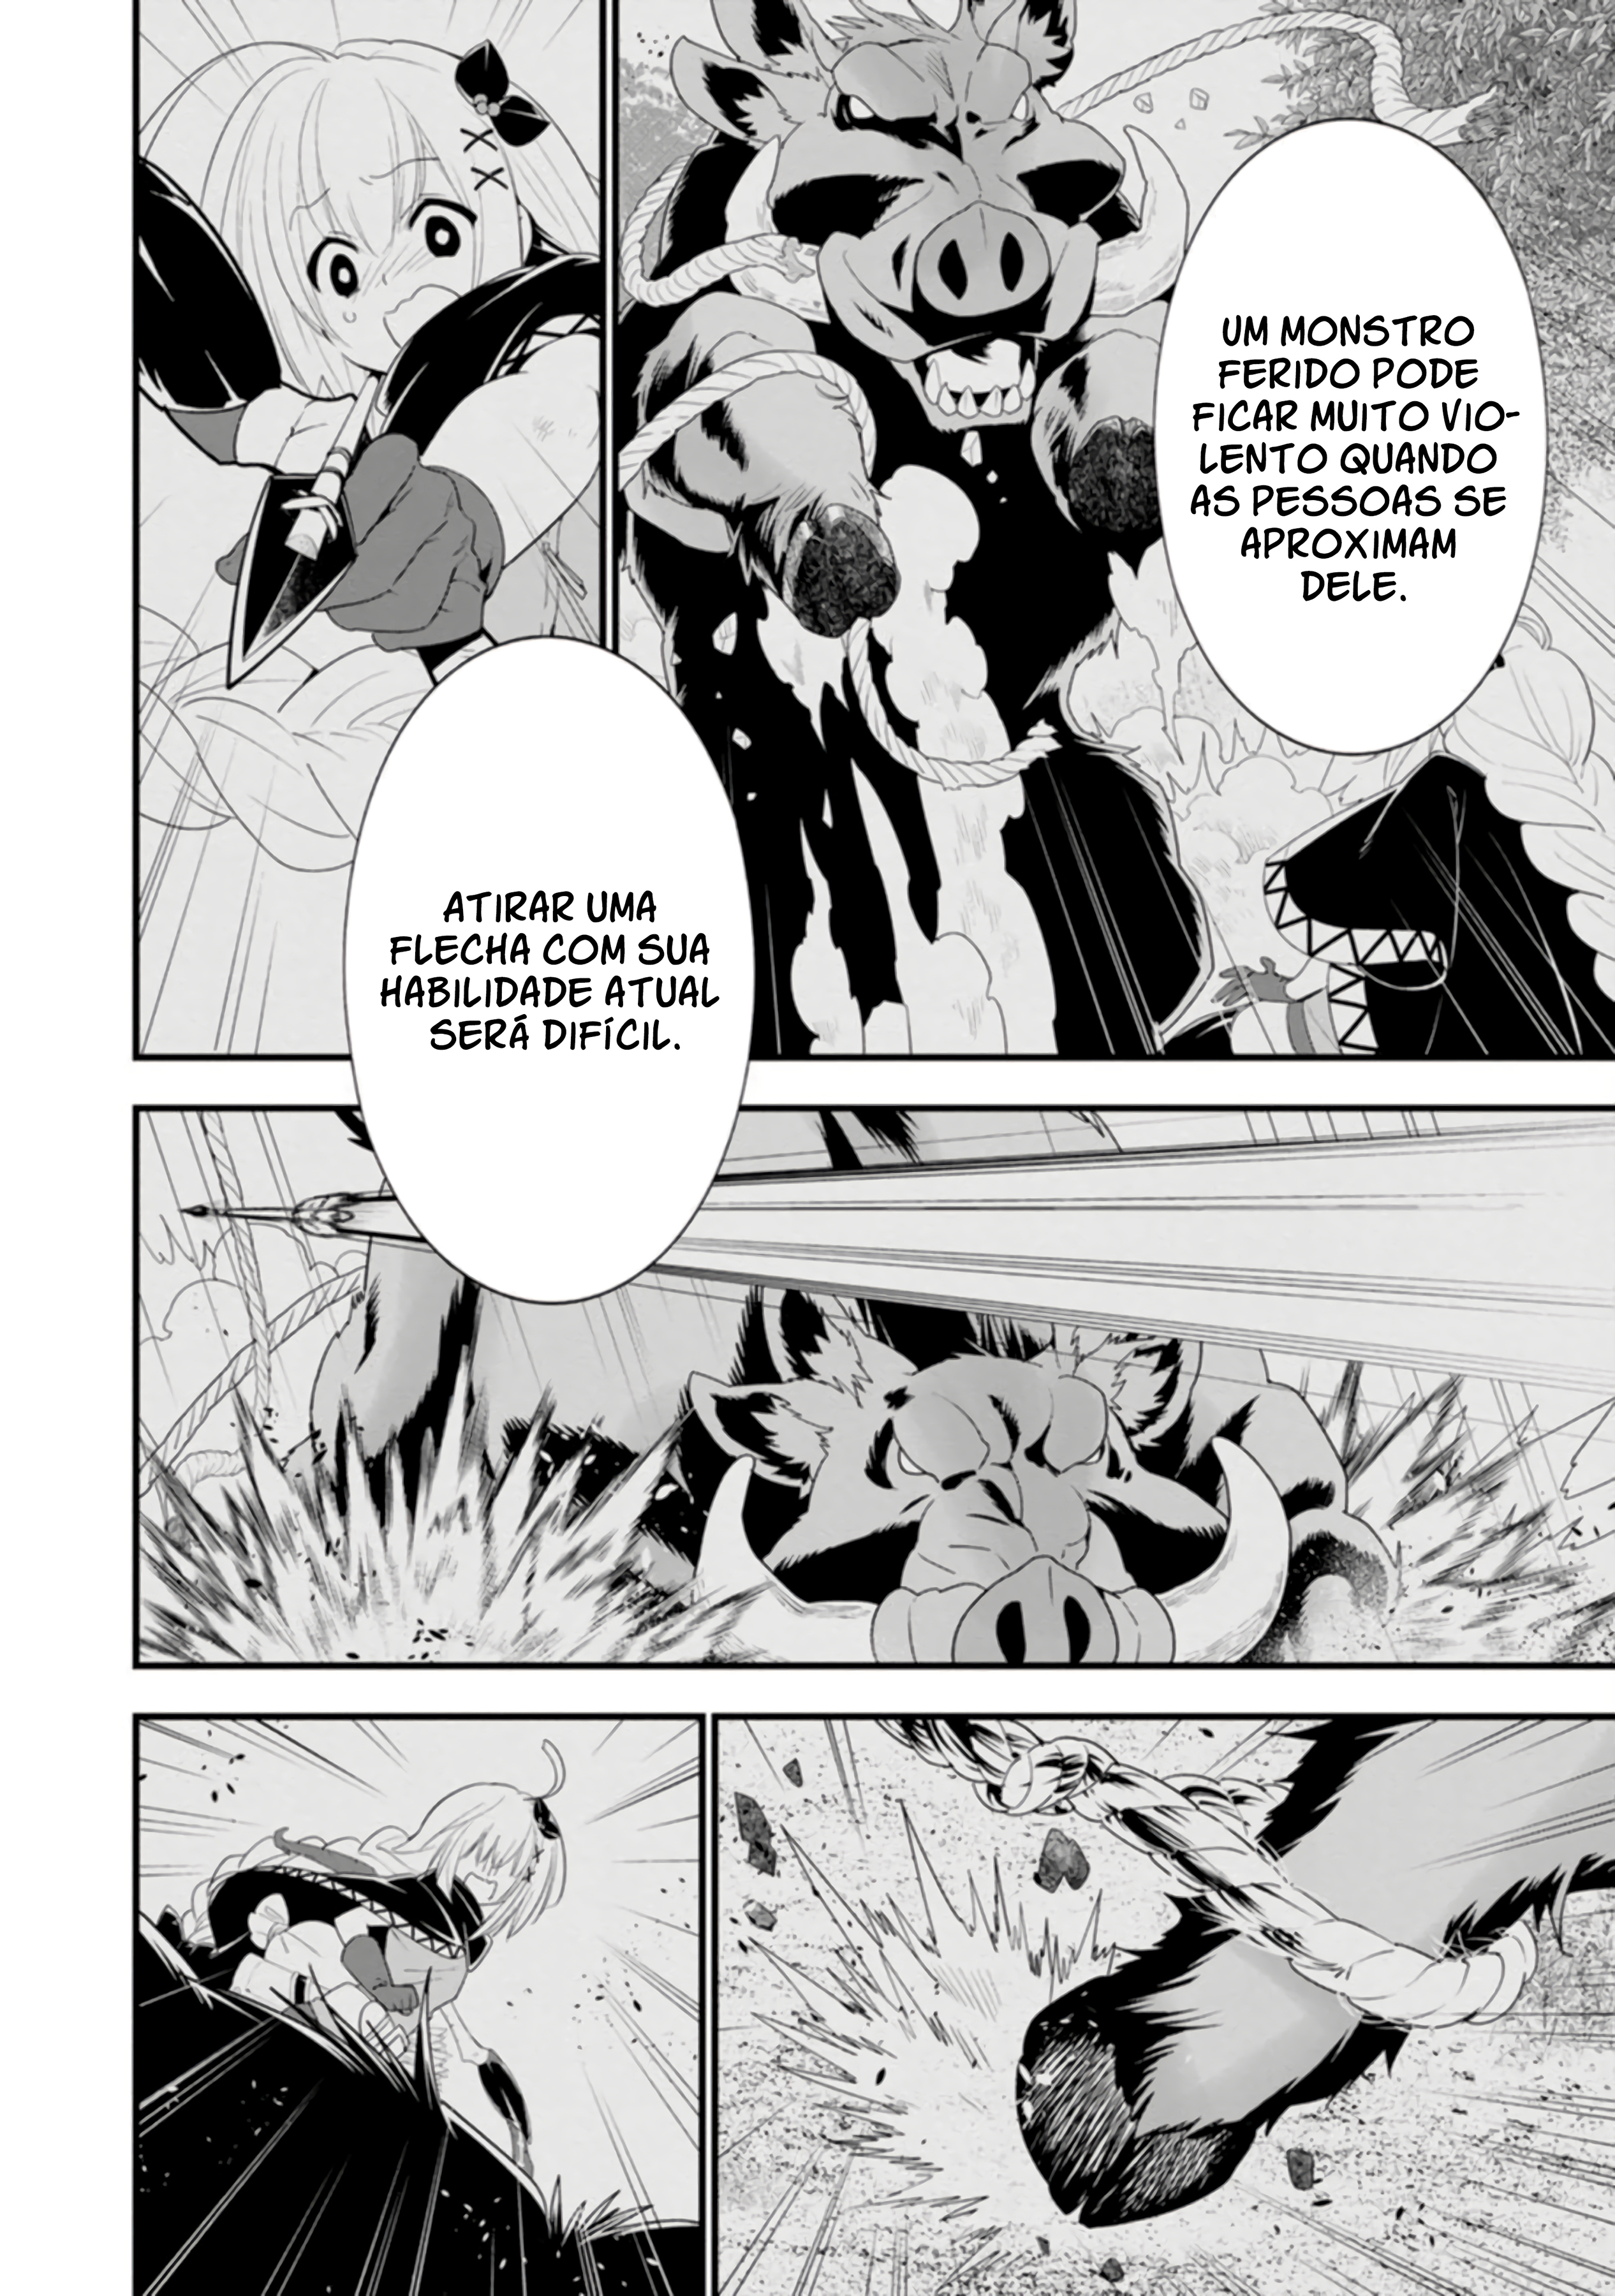 UM MONSTRO
FERIDO PODE
FICAR MUITO VIO-
LENTO QUANDO
AS PESSOAS SE
APROXIMAM
DELE.
ATIRAR UMA
FLECHA COM SUA
HABILIDADE ATUAL
SERÁ DIFÍCIL.